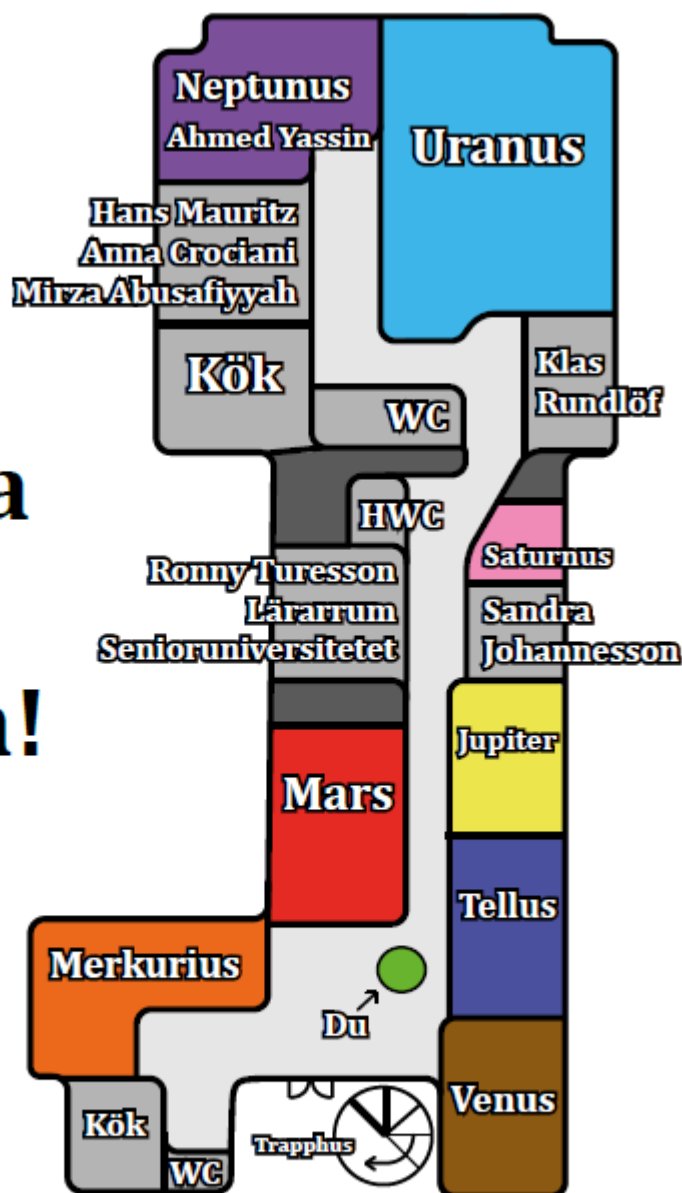 Neptunus
Ahmed Yassin
Uranus
Hans Mauritz
Anna Crociani
Mirza Abusafiyyah
Kök
Klas
Rundlöf
WC
a
HWC
Ronny Turesson
Lärarrum
Senioruniversitetet
Saturnus
Sandra
Johannesson
!
Jupiter
Mars
Tellus
Merkurius
Du
Venus
Kök
Trapphus
WC